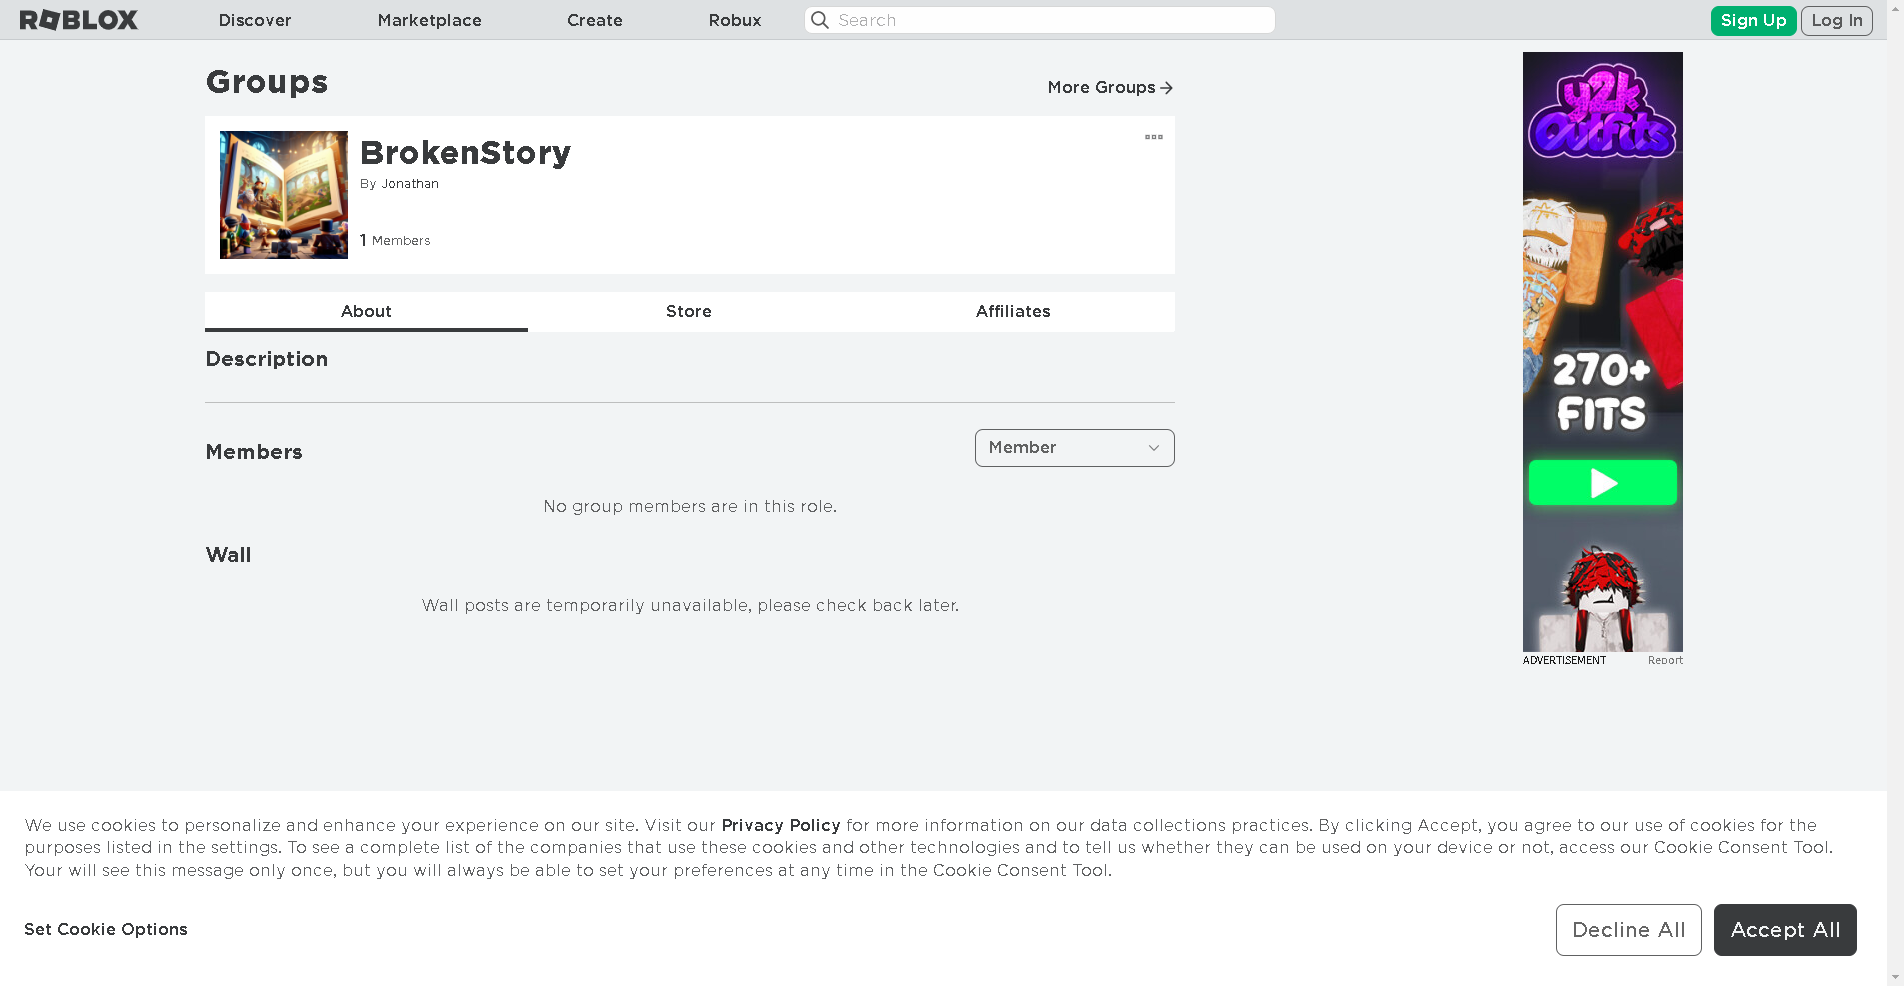 ROBLOX
Discover
Marketplace
Create
Robux
Search
Sign Up
Log In
Groups
More Groups
BrokenStory
By Jonathan
1 Members
About
Store
Affiliates
Description
Members
Member
No group members are in this role.
Wall
Wall posts are temporarily unavailable, please check back later.
y2k
Outfits
270+
FITS
ADVERTISEMENT
Report
We use cookies to personalize and enhance your experience on our site. Visit our Privacy Policy for more information on our data collections practices. By clicking Accept, you agree to our use of cookies for the
purposes listed in the settings. To see a complete list of the companies that use these cookies and other technologies and to tell us whether they can be used on your device or not, access our Cookie Consent Tool.
Your will see this message only once, but you will always be able to set your preferences at any time in the Cookie Consent Tool.
Set Cookie Options
Decline All
Accept All